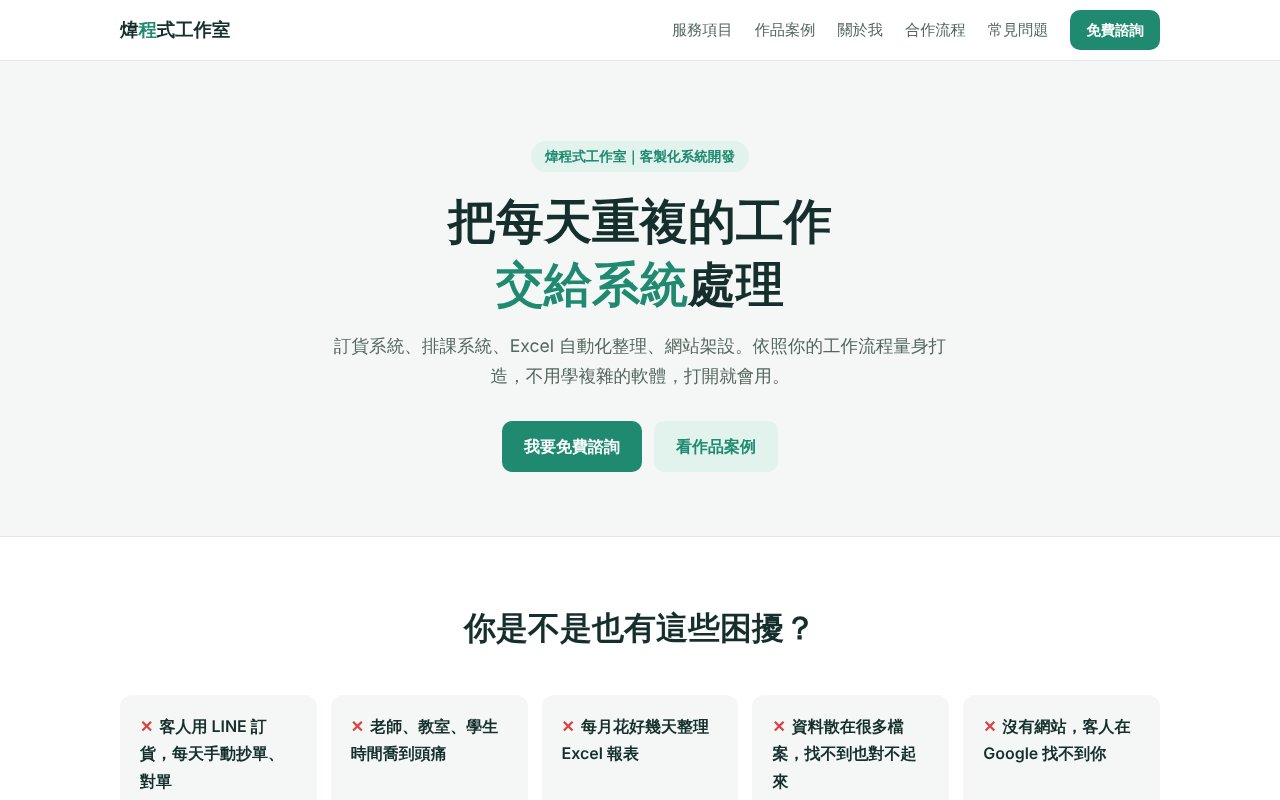 煒程式工作室
服務項目 作品案例 關於我 合作流程 常見問題 免費諮詢
煒程式工作室｜客製化系統開發
把每天重複的工作
交給系統處理
訂貨系統、排課系統、Excel 自動化整理、網站架設。依照你的工作流程量身打
造，不用學複雜的軟體，打開就會用。
我要免費諮詢 看作品案例
你是不是也有這些困擾？
✕ 客人用 LINE 訂
貨，每天手動抄單、
對單
✕ 老師、教室、學生
時間喬到頭痛
✕ 每月花好幾天整理
Excel 報表
✕ 資料散在很多檔
案，找不到也對不起
來
✕ 沒有網站，客人在
Google 找不到你